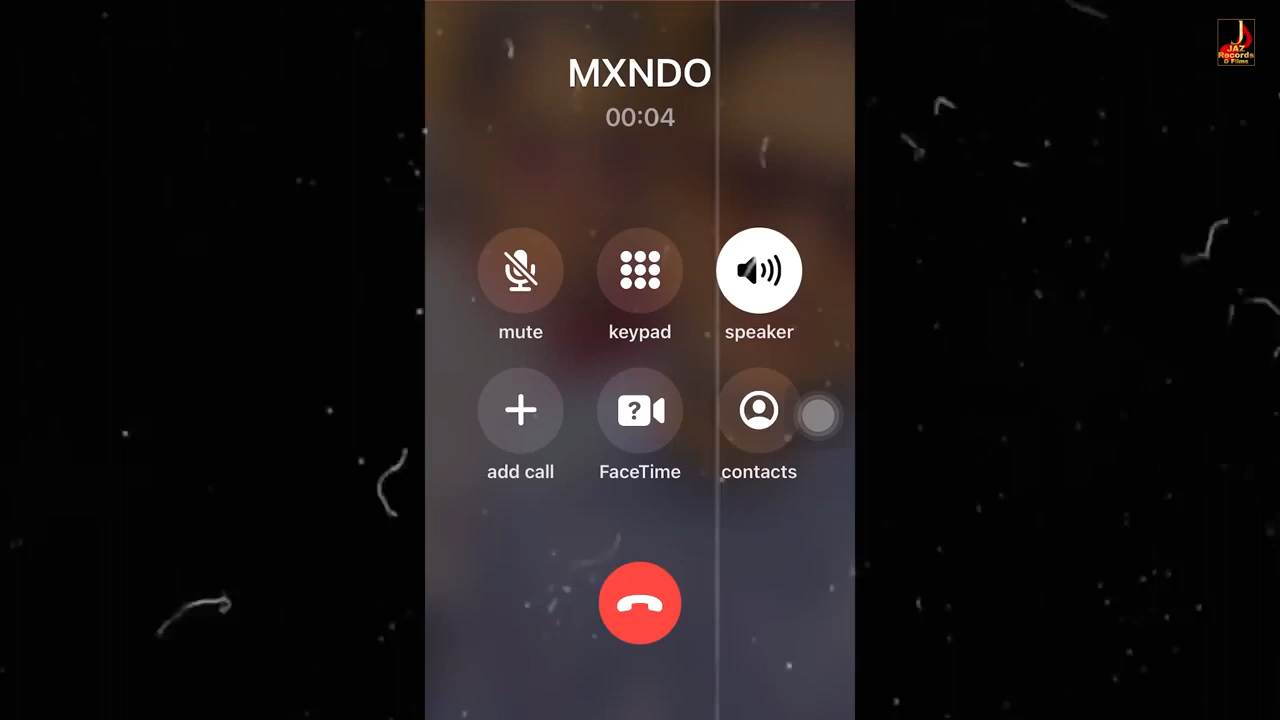 MXNDO
00:04
mute
keypad
speaker
add call
FaceTime
contacts
J
JAZ
Records
& Films